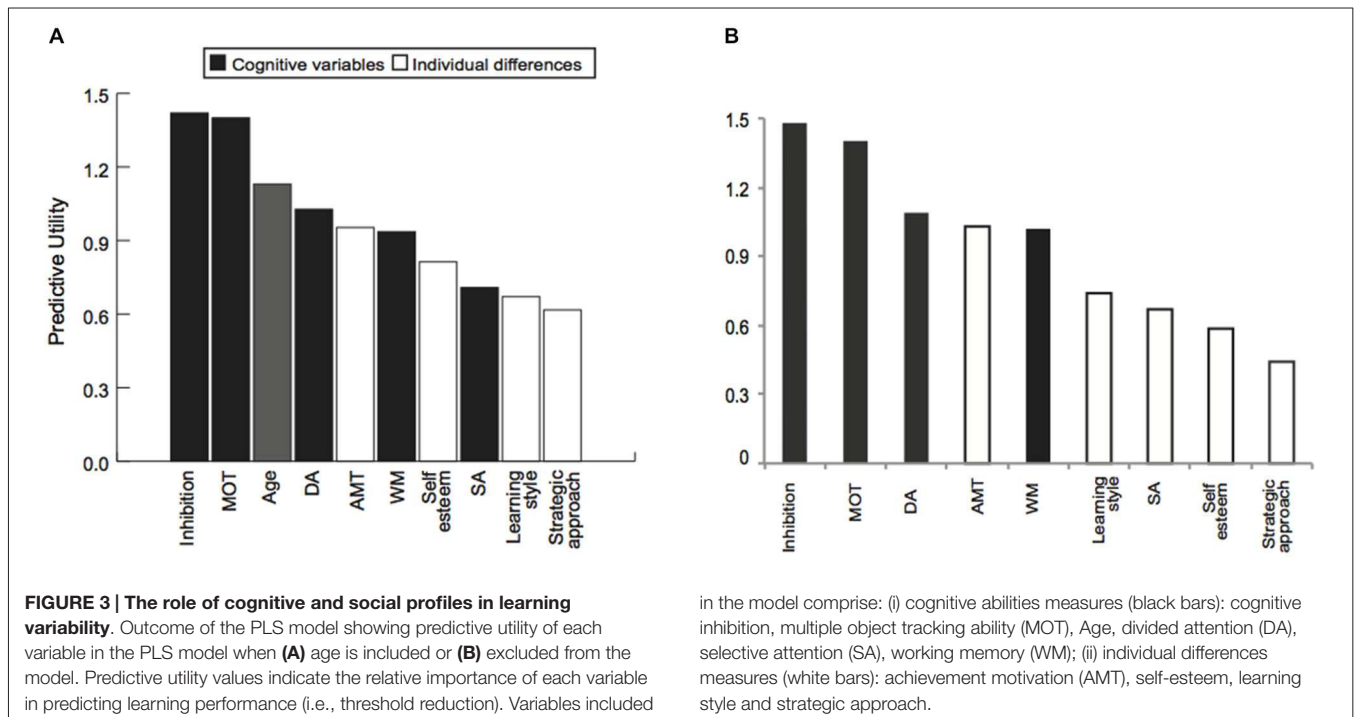 A
Cognitive variables Individual differences
Predictive Utility
1.5
1.2
0.9
0.6
0.3
0.0
Inhibition
MOT
Age
DA
AMT
WM
Self
esteem
SA
Learning
style
Strategic
approach
B
1.5
1.2
0.9
0.6
0.3
0
Inhibition
MOT
DA
AMT
WM
Learning
style
SA
Self
esteem
Strategic
approach
FIGURE 3 | The role of cognitive and social profiles in learning
variability. Outcome of the PLS model showing predictive utility of each
variable in the PLS model when (A) age is included or (B) excluded from the
model. Predictive utility values indicate the relative importance of each variable
in predicting learning performance (i.e., threshold reduction). Variables included
in the model comprise: (i) cognitive abilities measures (black bars): cognitive
inhibition, multiple object tracking ability (MOT), Age, divided attention (DA),
selective attention (SA), working memory (WM); (ii) individual differences
measures (white bars): achievement motivation (AMT), self-esteem, learning
style and strategic approach.